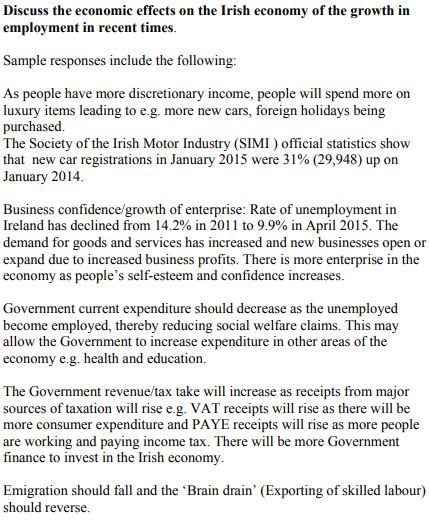 Discuss the economic effects on the Irish economy of the growth in
employment in recent times.
Sample responses include the following:
As people have more discretionary income, people will spend more on
luxury items leading to e.g. more new cars, foreign holidays being
purchased.
The Society of the Irish Motor Industry (SIMI ) official statistics show
that new car registrations in January 2015 were 31% (29,948) up on
January 2014.
Business confidence/growth of enterprise: Rate of unemployment in
Ireland has declined from 14.2% in 2011 to 9.9% in April 2015. The
demand for goods and services has increased and new businesses open or
expand due to increased business profits. There is more enterprise in the
economy as people's self-esteem and confidence increases.
Government current expenditure should decrease as the unemployed
become employed, thereby reducing social welfare claims. This may
allow the Government to increase expenditure in other areas of the
economy e.g. health and education.
The Government revenue/tax take will increase as receipts from major
sources of taxation will rise e.g. VAT receipts will rise as there will be
more consumer expenditure and PAYE receipts will rise as more people
are working and paying income tax. There will be more Government
finance to invest in the Irish economy.
Emigration should fall and the 'Brain drain' (Exporting of skilled labour)
should reverse.